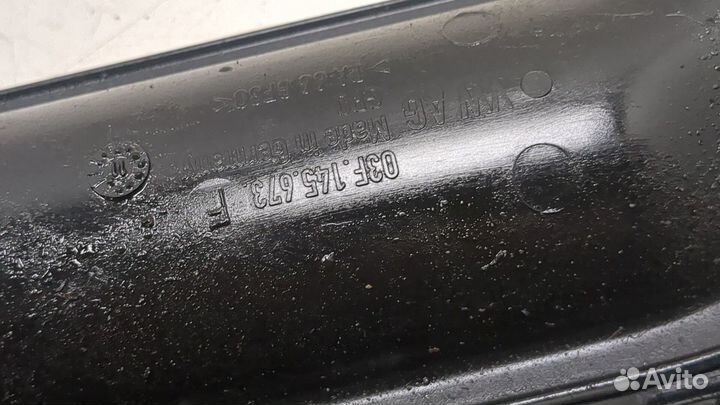 VW AG Made in Germany
03F.145.673. F
Avito